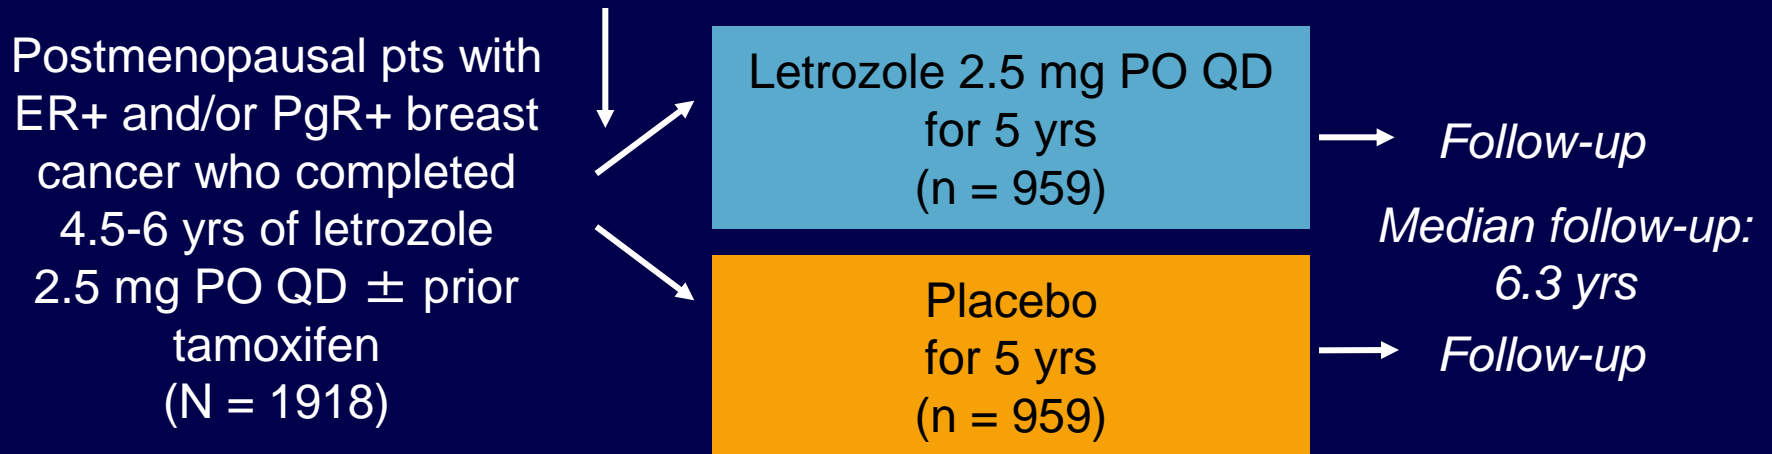 Postmenopausal pts with
ER+ and/or PgR+ breast
cancer who completed
4.5-6 yrs of letrozole
2.5 mg PO QD ± prior
tamoxifen
(N = 1918)
Letrozole 2.5 mg PO QD
for 5 yrs
(n = 959)
Placebo
for 5 yrs
(n = 959)
Follow-up
Median follow-up:
6.3 yrs
Follow-up